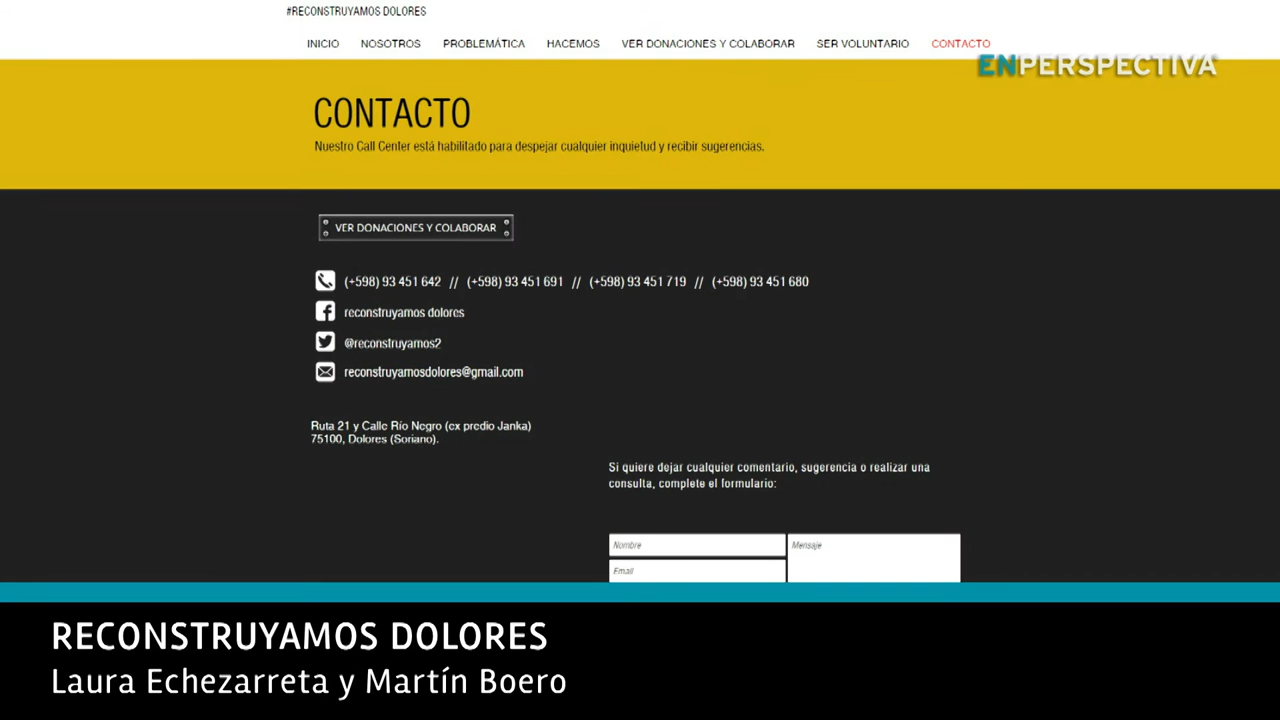 #RECONSTRUYAMOS DOLORES
INICIO NOSOTROS PROBLEMÁTICA HACEMOS VER DONACIONES Y COLABORAR SER VOLUNTARIO CONTACTO
ENPERSPECTIVA
CONTACTO
Nuestro Call Center está habilitado para despejar cualquier inquietud y recibir sugerencias.
VER DONACIONES Y COLABORAR
(+598) 93 451 642 // (+598) 93 451 691 // (+598) 93 451 719 // (+598) 93 451 680
reconstruyamos dolores
@reconstruyamos2
reconstruyamosdolores@gmail.com
Ruta 21 y Calle Río Negro (ex predio Janka)
75100, Dolores (Soriano).
Si quiere dejar cualquier comentario, sugerencia o realizar una
consulta, complete el formulario:
Nombre Mensaje
Email
RECONSTRUYAMOS DOLORES
Laura Echezarreta y Martín Boero